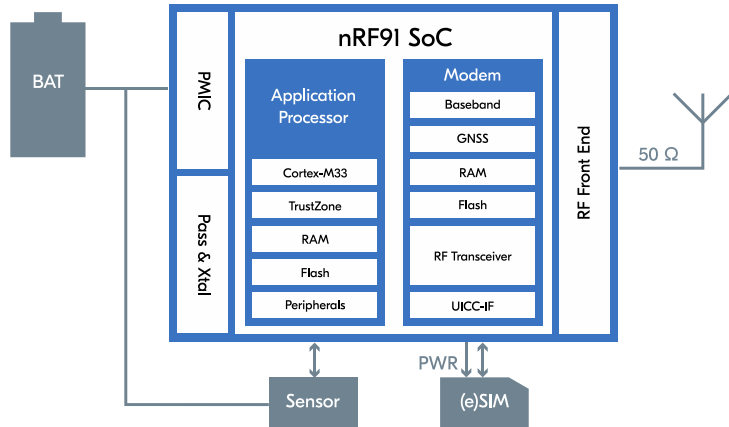 nRF91 SoC
BAT
PMIC
Pass & Xtal
Application
Processor
Cortex-M33
TrustZone
RAM
Flash
Peripherals
Modem
Baseband
GNSS
RAM
Flash
RF Transceiver
UICC-IF
RF Front End
50 Ω
PWR
Sensor
(e)SIM